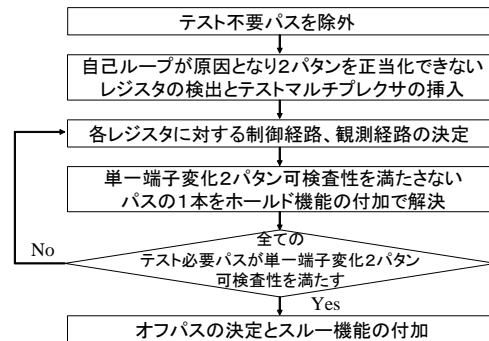 テスト不要パスを除外
自己ループが原因となり2パタンを正当化できない
レジスタの検出とテストマルチプレクサの挿入
各レジスタに対する制御経路、観測経路の決定
単一端子変化2パタン可検査性を満たさない
パスの1本をホールド機能の付加で解決
No
全ての
テスト必要パスが単一端子変化2パタン
可検査性を満たす
Yes
オフパスの決定とスルー機能の付加